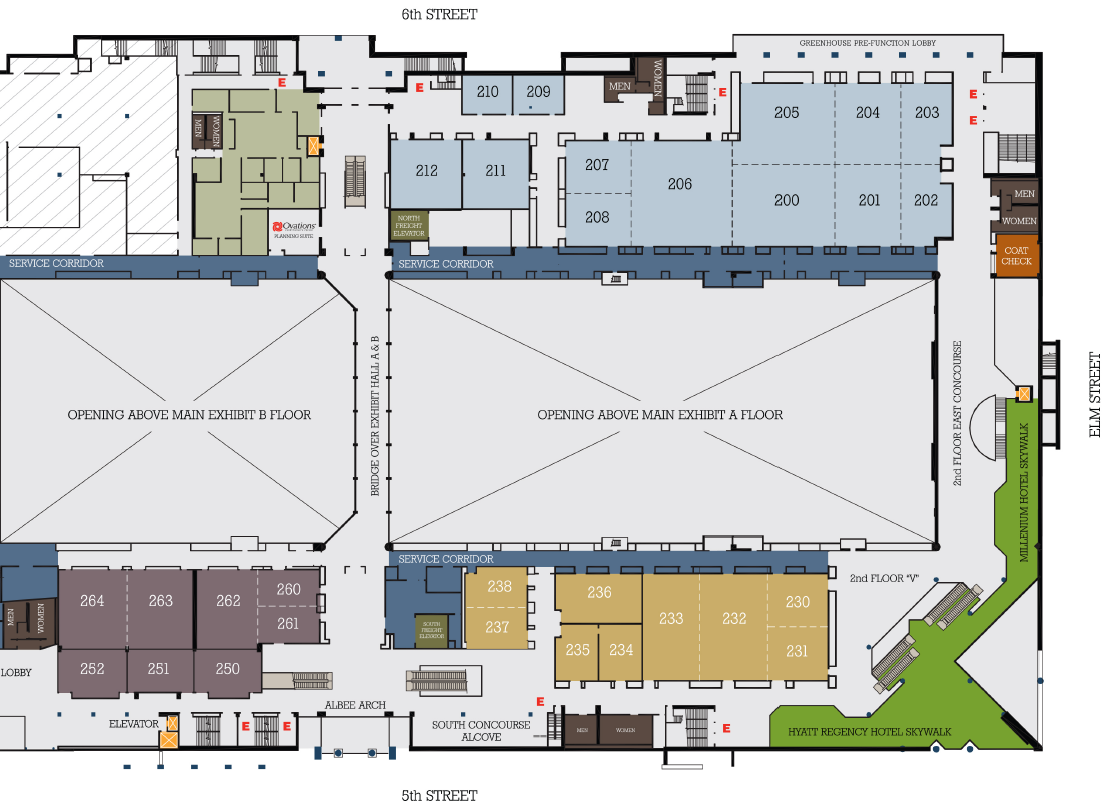 6th STREET
GREENHOUSE PRE-FUNCTION LOBBY
E
E
MEN
WOMEN
E
E
E
210
209
205
204
203
MEN
WOMEN
212
211
207
206
208
200
201
202
MEN
WOMEN
COAT
CHECK
Ovations
PLANNING SUITE
NORTH
FREIGHT
ELEVATOR
SERVICE CORRIDOR
SERVICE CORRIDOR
OPENING ABOVE MAIN EXHIBIT B FLOOR
BRIDGE OVER EXHIBIT HALL A & B
OPENING ABOVE MAIN EXHIBIT A FLOOR
2nd FLOOR EAST CONCOURSE
ELM STREET
MILLENIUM HOTEL SKYWALK
SERVICE CORRIDOR
2nd FLOOR "V"
264
263
262
260
261
238
237
236
233
232
230
231
235
234
MEN
WOMEN
SOUTH
FREIGHT
ELEVATOR
252
251
250
LOBBY
ALBEE ARCH
ELEVATOR
E
E
SOUTH CONCOURSE
ALCOVE
E
MEN
WOMEN
E
HYATT REGENCY HOTEL SKYWALK
5th STREET